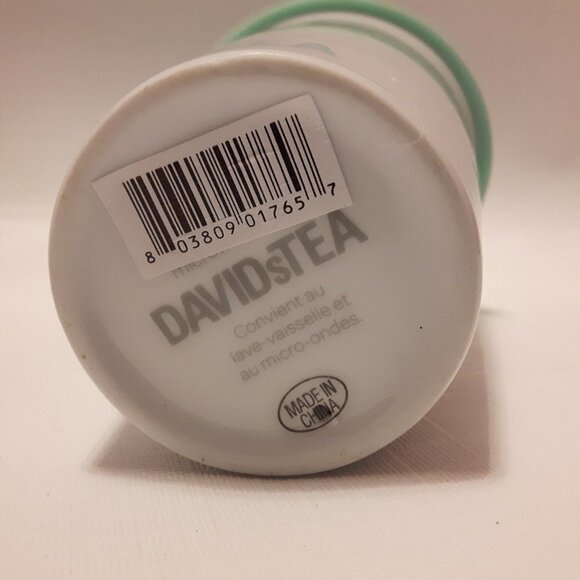 8 03809 01765 7
DAVIDsTEA
Convient au
lave-vaisselle et
au micro-ondes.
MADE IN
CHINA